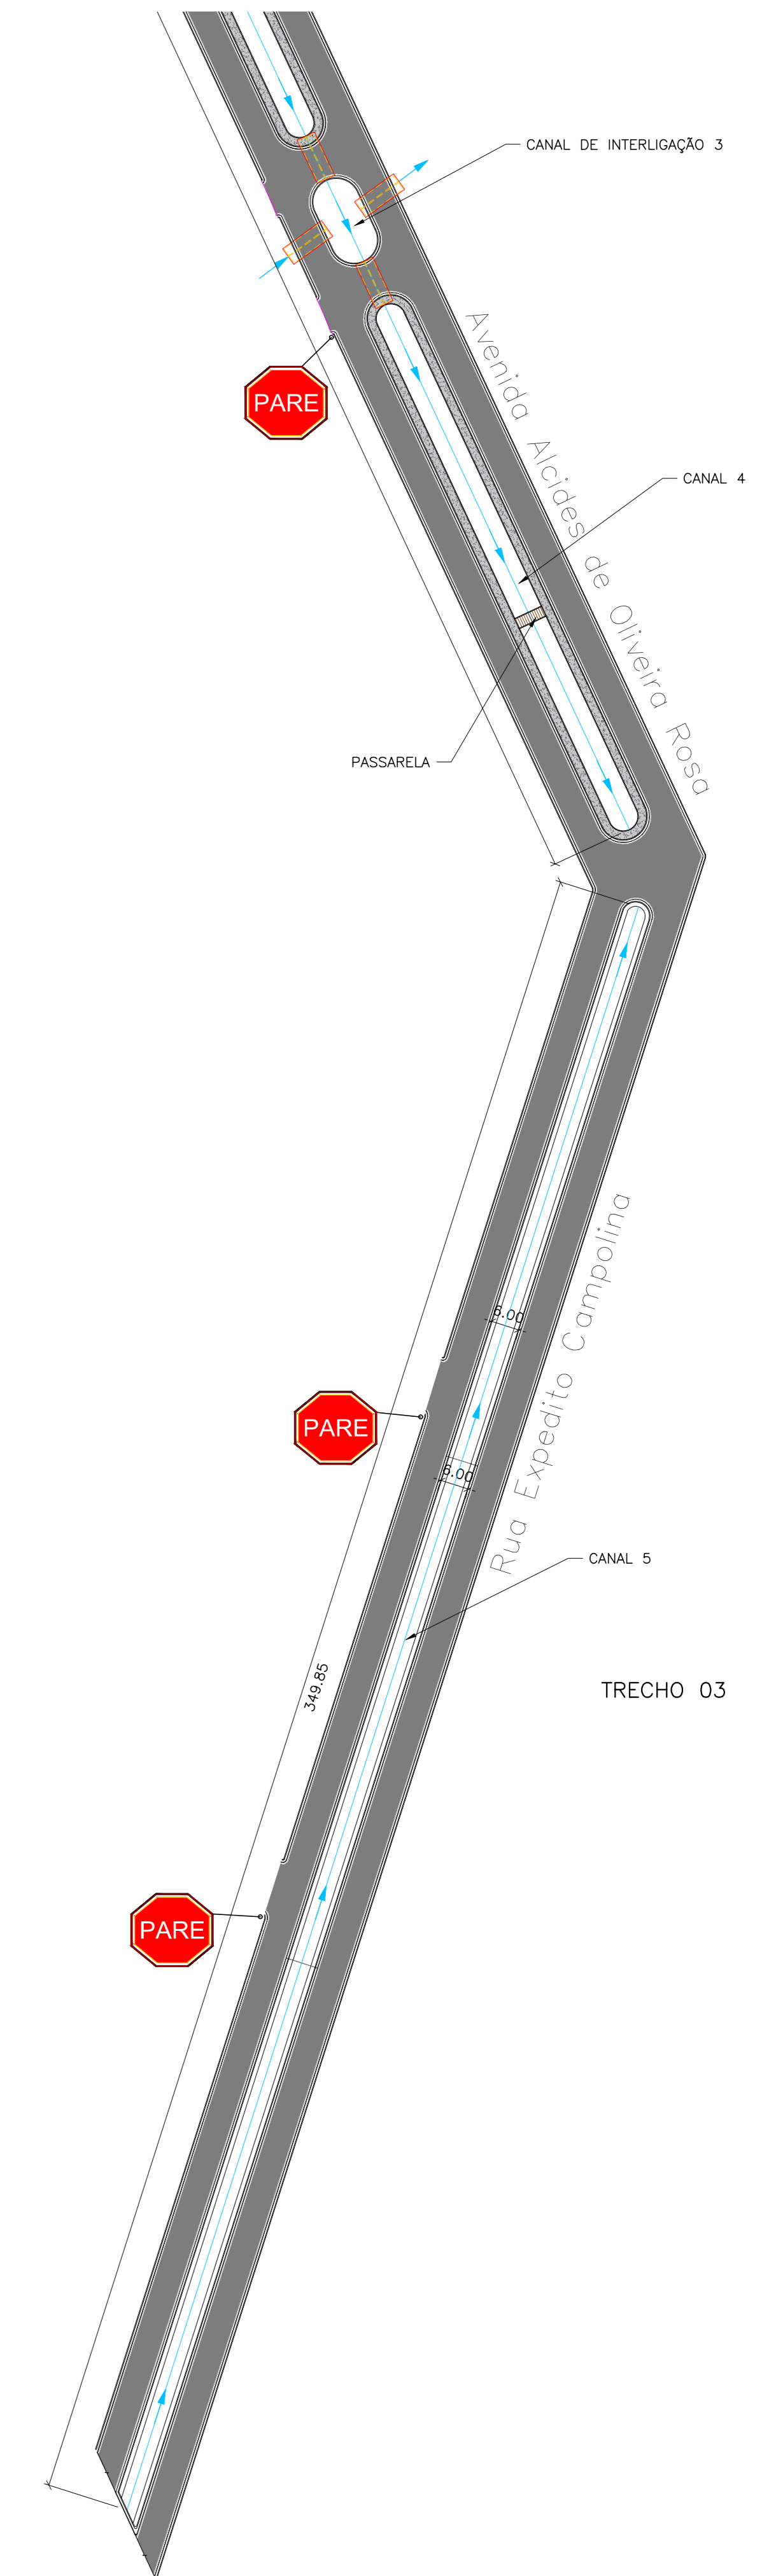 CANAL DE INTERLIGAÇÃO 3
PARE
Avenida Alcides de Oliveira Rosa
CANAL 4
PASSARELA
Rua Expedito Campolina
6.00
PARE
6.00
CANAL 5
349.85
TRECHO 03
PARE